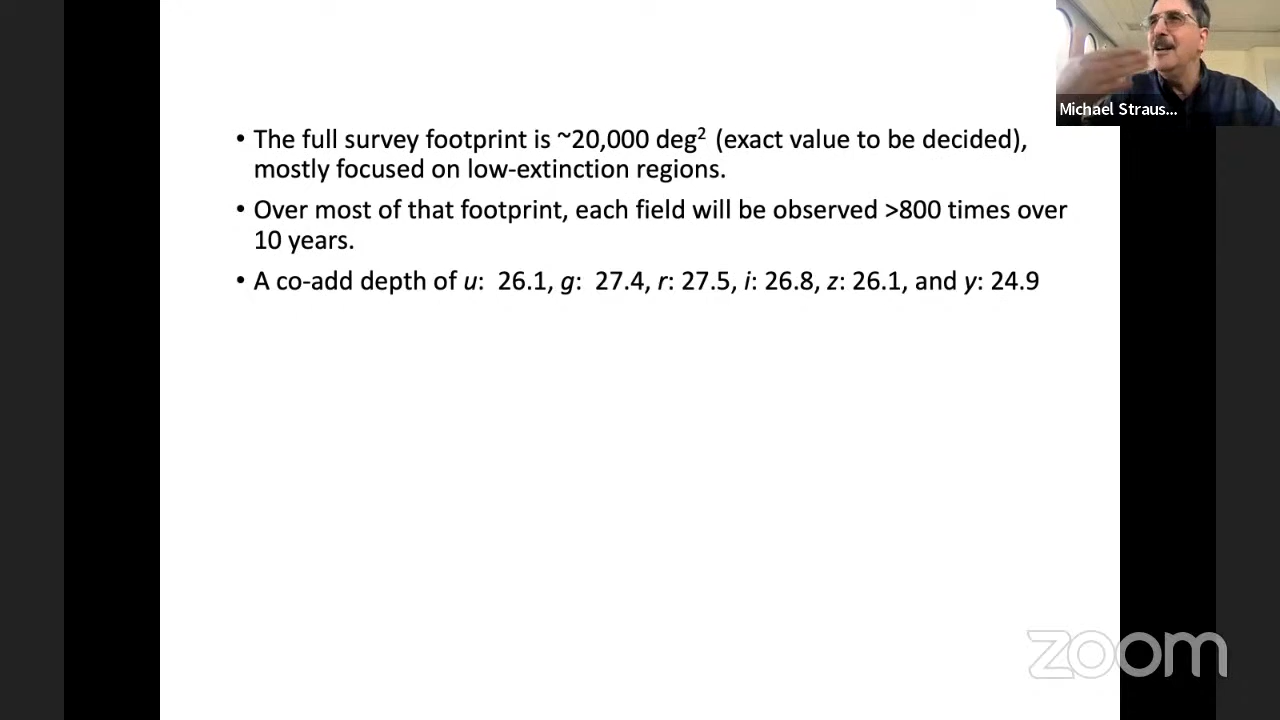 Michael Straus...
• The full survey footprint is ~20,000 deg² (exact value to be decided),
mostly focused on low-extinction regions.
• Over most of that footprint, each field will be observed >800 times over
10 years.
• A co-add depth of u:  26.1, g:  27.4, r: 27.5, i: 26.8, z: 26.1, and y: 24.9
zoom